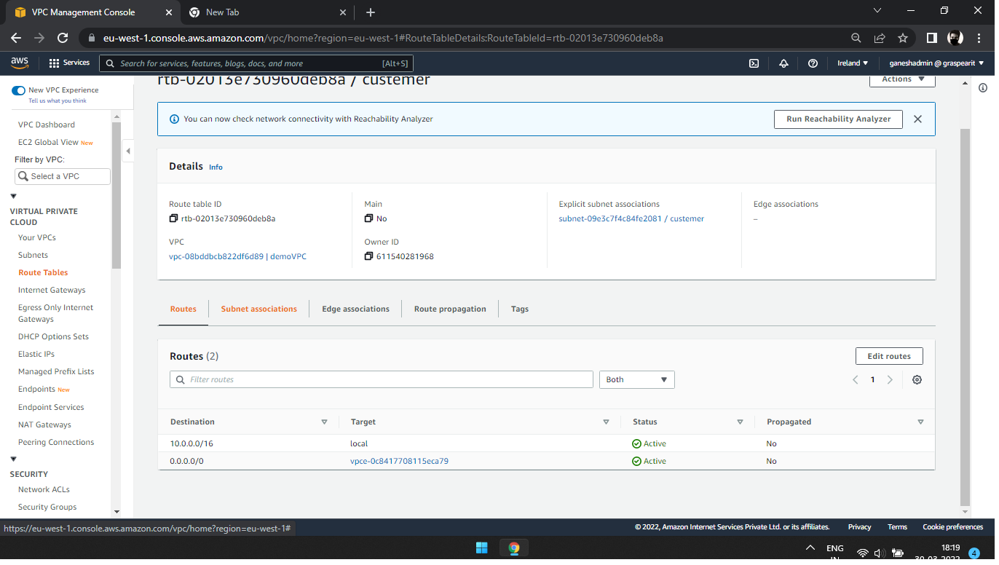 VPC Management Console
New Tab
eu-west-1.console.aws.amazon.com/vpc/home?region=eu-west-1#RouteTableDetails:RouteTableId=rtb-02013e730960deb8a
aws
Services
Search for services, features, blogs, docs, and more
[Alt+S]
Ireland
ganeshadmin @ graspearit
New VPC Experience
Tell us what you think
VPC Dashboard
EC2 Global View New
Filter by VPC:
Select a VPC
VIRTUAL PRIVATE
CLOUD
Your VPCs
Subnets
Route Tables
Internet Gateways
Egress Only Internet
Gateways
DHCP Options Sets
Elastic IPs
Managed Prefix Lists
Endpoints New
Endpoint Services
NAT Gateways
Peering Connections
SECURITY
Network ACLs
Security Groups
rtb-02013e730960deb8a / custemer
Actions
You can now check network connectivity with Reachability Analyzer
Run Reachability Analyzer
Details Info
Route table ID
rtb-02013e730960deb8a
VPC
vpc-08bddbcb822df6d89 | demoVPC
Main
No
Owner ID
611540281968
Explicit subnet associations
subnet-09e3c7f4c84fe2081 / custemer
Edge associations
–
Routes
Subnet associations
Edge associations
Route propagation
Tags
Routes (2)
Edit routes
Filter routes
Both
1
Destination Target Status Propagated
10.0.0.0/16 local Active No
0.0.0.0/0 vpce-0c8417708115eca79 Active No
https://eu-west-1.console.aws.amazon.com/vpc/home?region=eu-west-1#
© 2022, Amazon Internet Services Private Ltd. or its affiliates.
Privacy
Terms
Cookie preferences
ENG
IN
18:19
30-03-2022
4